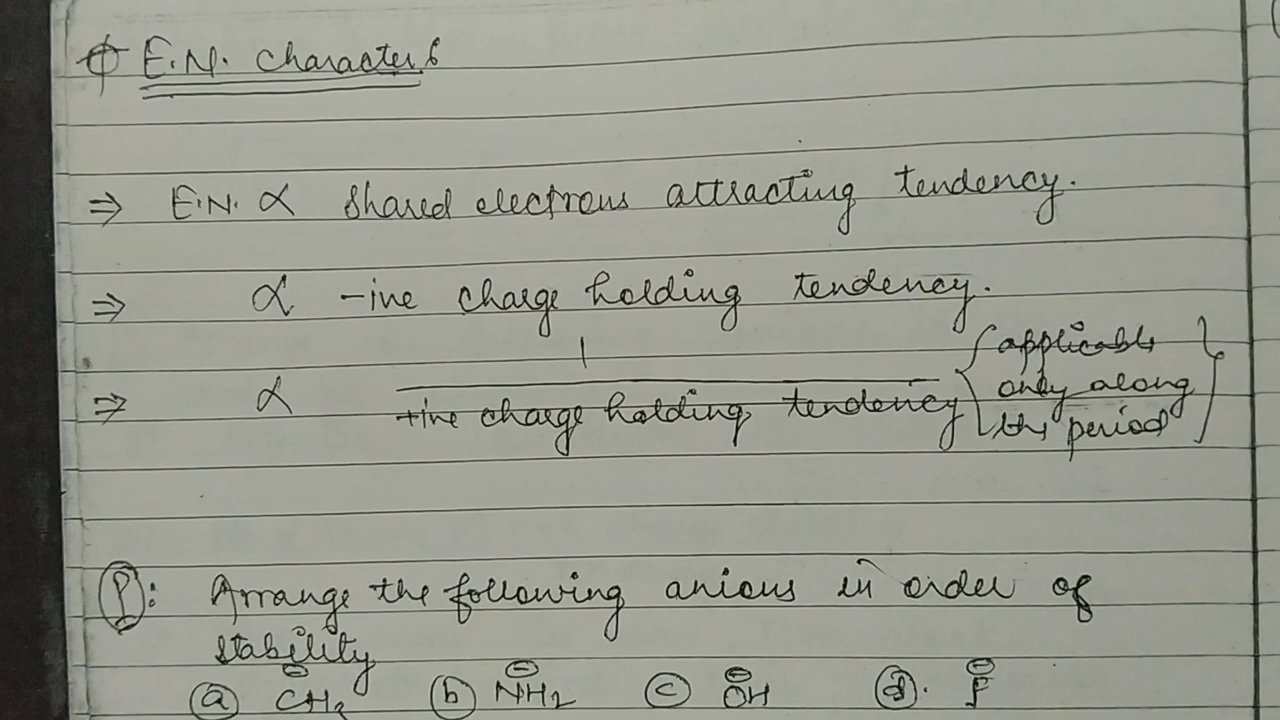 E.N. Character
⇒ E.N. ∝ shared electrons attracting tendency.
⇒ ∝ -ive charge holding tendency.
⇒ ∝ 1
+ive charge holding tendency { applicable
only along
the period }
(P): Arrange the following anions in order of
stability
(a) CH₃⊖ (b) NH₂⊖ (c) OH⊖ (d). F⊖